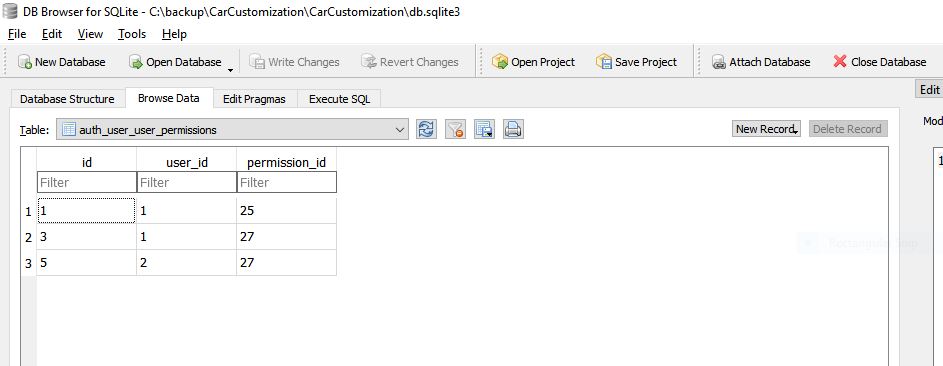 DB Browser for SQLite - C:\backup\CarCustomization\CarCustomization\db.sqlite3
File Edit View Tools Help
New Database Open Database Write Changes Revert Changes Open Project Save Project Attach Database Close Database
Database Structure Browse Data Edit Pragmas Execute SQL Edit
Table: auth_user_user_permissions New Record Delete Record Mod
id user_id permission_id
Filter Filter Filter
1 1 1 25
2 3 1 27
3 5 2 27
1
Rectangular Snip